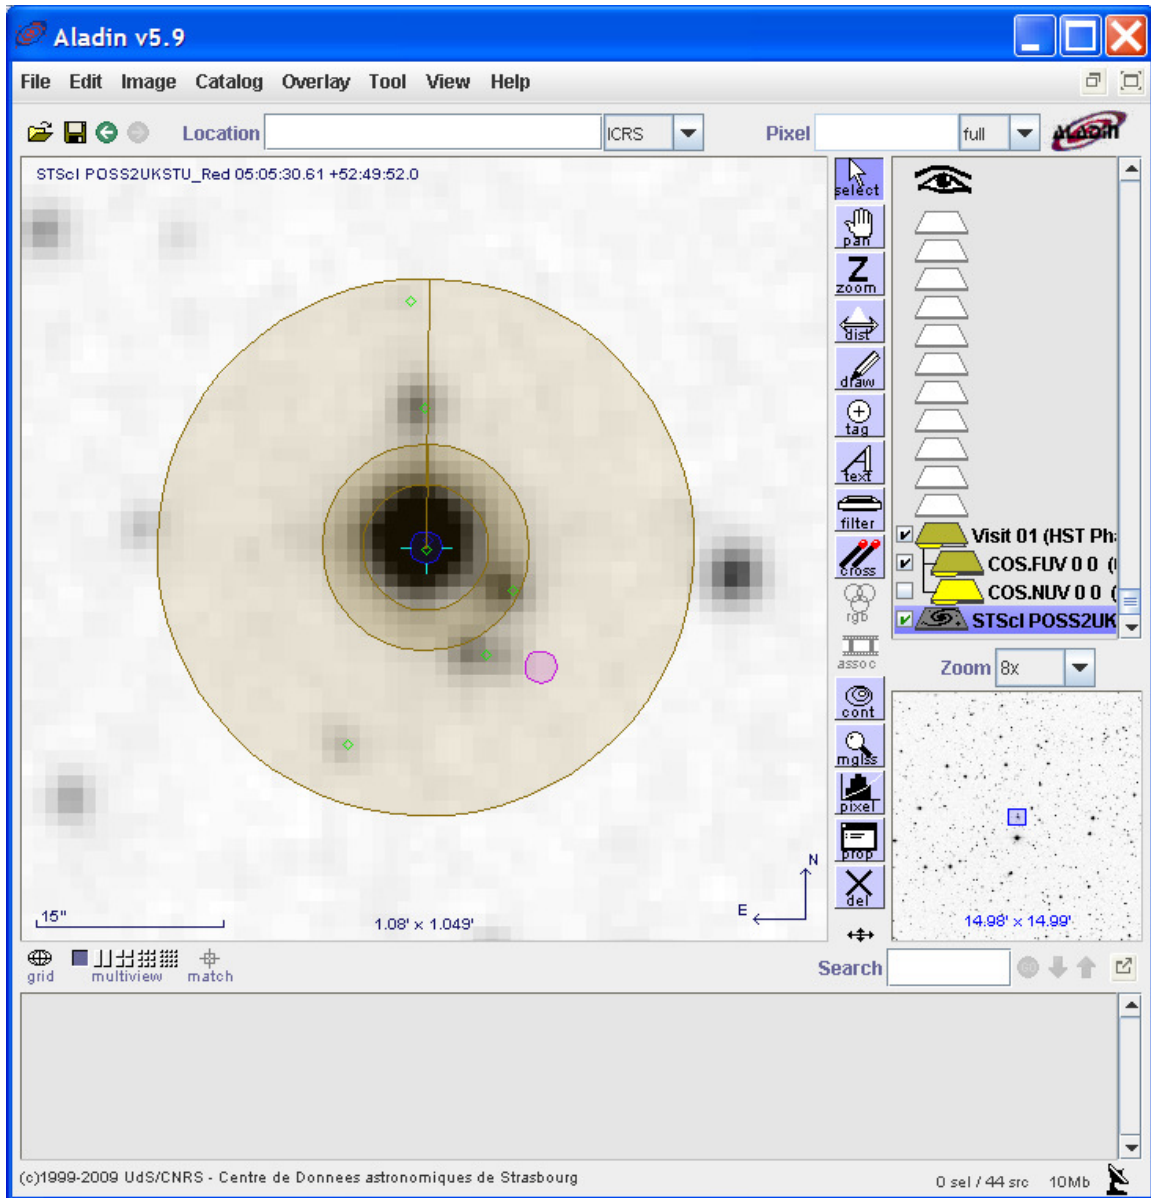 Aladin v5.9
File Edit Image Catalog Overlay Tool View Help
Location ICRS Pixel full ALADIN
STScI POSS2UKSTU_Red 05:05:30.61 +52:49:52.0
select
pan
Z
zoom
dist
draw
tag
A
text
filter
cross
rgb
assoc
cont
mglss
pixel
prop
del
Visit 01 (HST Ph
COS.FUV 0 0 (
COS.NUV 0 0 (
STScI POSS2UK
Zoom 8x
N
E
15"
1.08' x 1.049'
14.98' x 14.99'
grid multiview match
Search GO
(c)1999-2009 UdS/CNRS - Centre de Donnees astronomiques de Strasbourg
0 sel / 44 src 10Mb